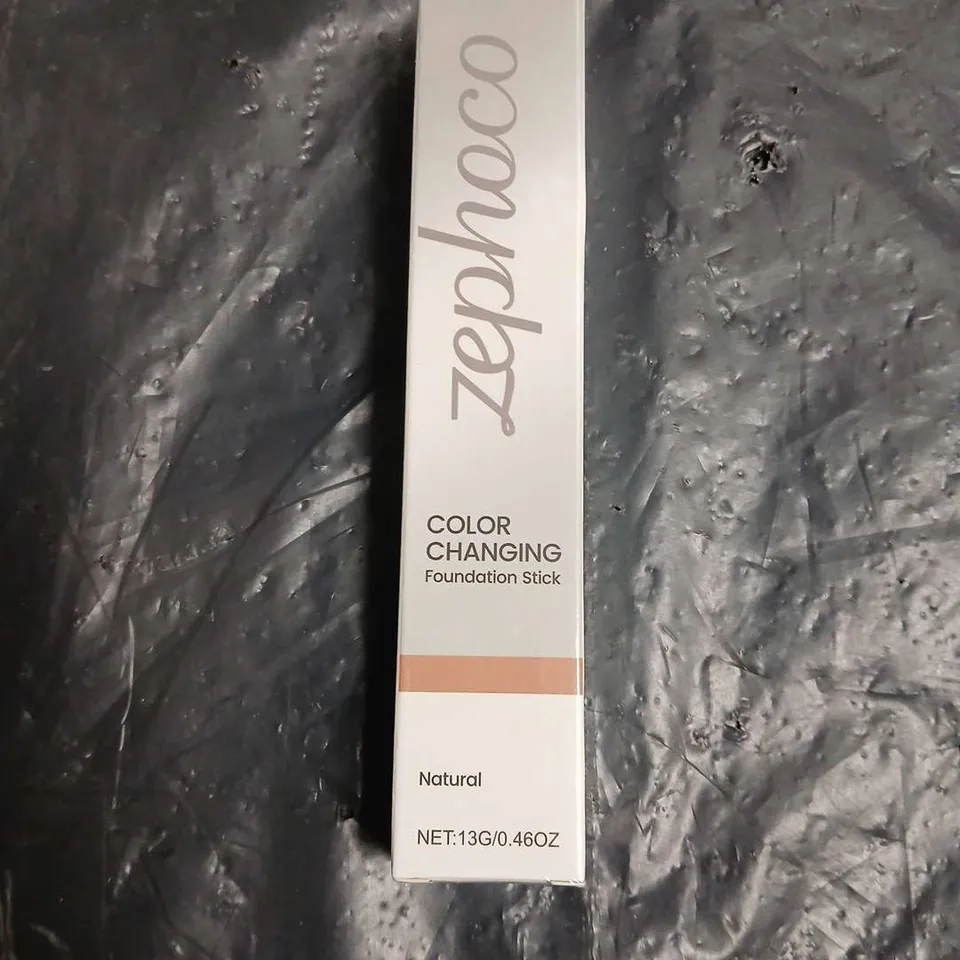 zephoco
COLOR
CHANGING
Foundation Stick
Natural
NET:13G/0.46OZ